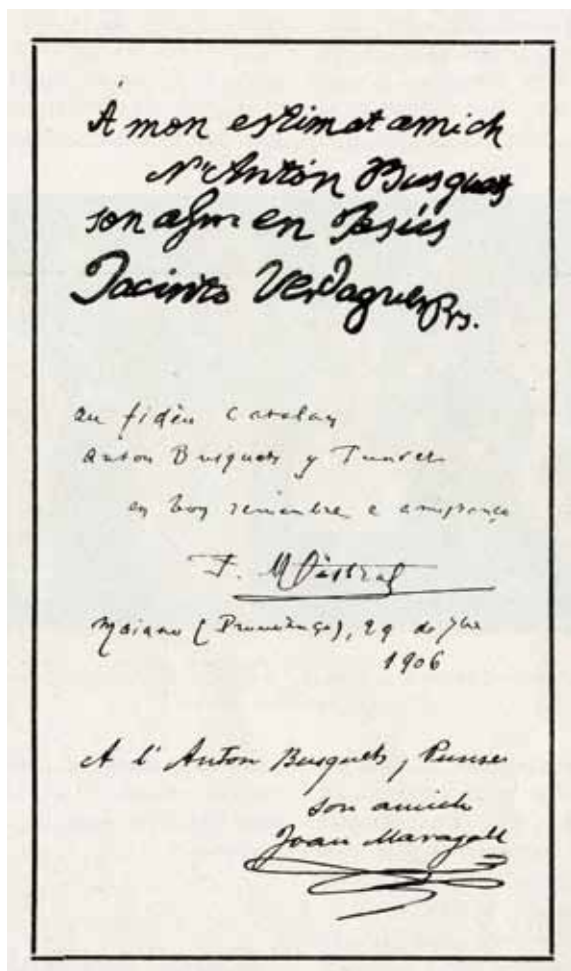 Á mon estimat amich
N'Antón Busquets
son afm en Jesús
Jacinto Verdaguer Pre.
au fidèu Catalan
Anton Busquets y Punset
en bon remembre e amistanço
F. Mistral
Maiano (Prouvènço), 29 de 7bre
1906
A l'Anton Busquets y Punset
son amich
Joan Maragall